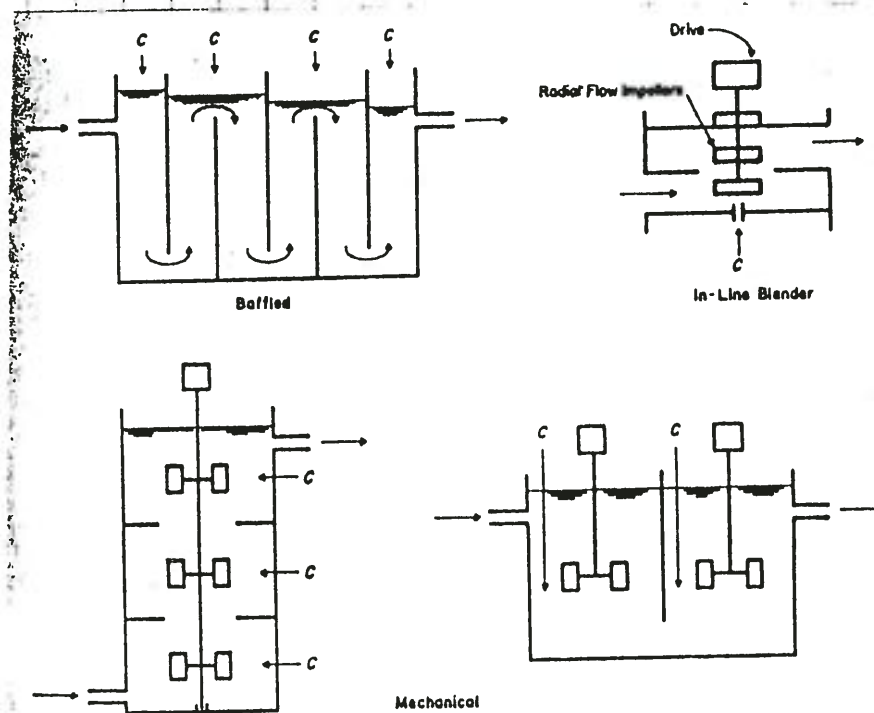 C C C C
Baffled
Drive
Radial Flow Impellers
C
In-Line Blender
C
C
C
C C
Mechanical